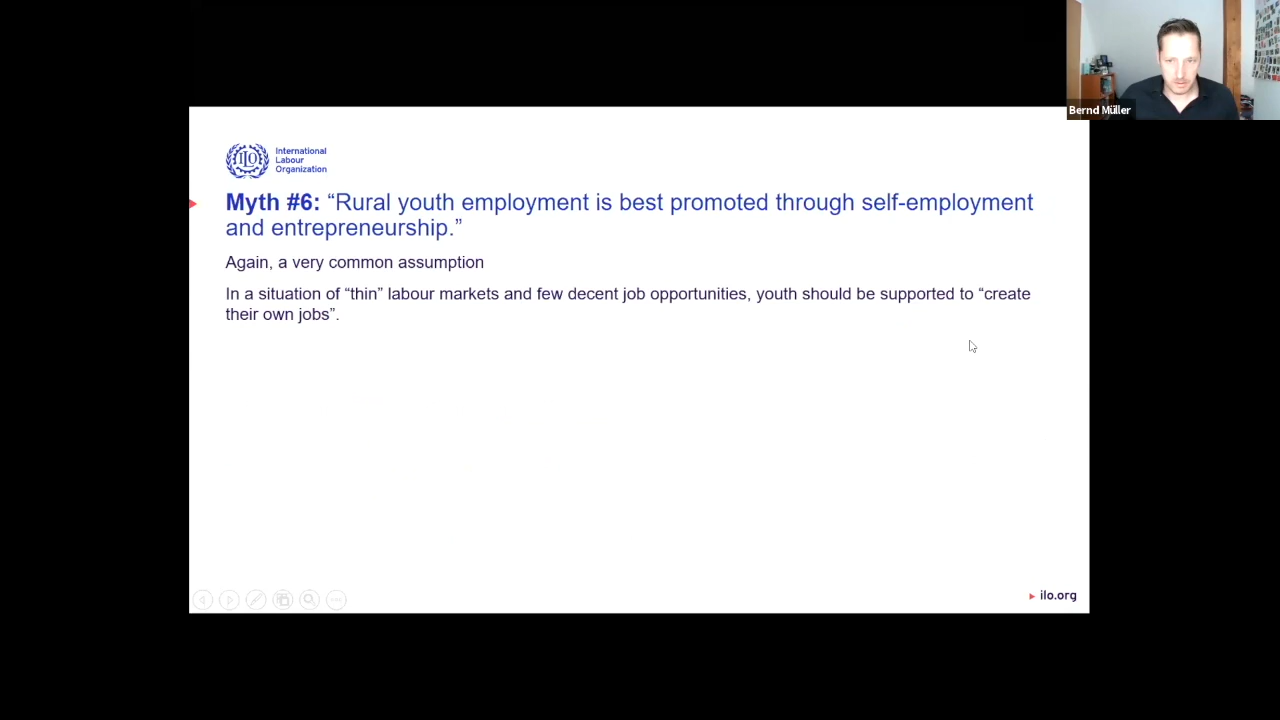 Bernd Müller
ILO
International
Labour
Organization
Myth #6: “Rural youth employment is best promoted through self-employment
and entrepreneurship.”
Again, a very common assumption
In a situation of “thin” labour markets and few decent job opportunities, youth should be supported to “create
their own jobs”.
ilo.org